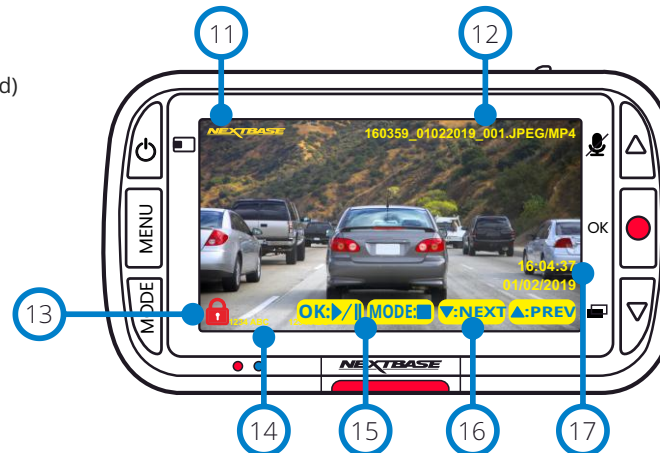 11
12
d)
NEXTBASE
160359_01022019_001.JPEG/MP4
MENU
OK
16:04:37
01/02/2019
MODE
13
OK:▶/‖ MODE:■ ▼:NEXT ▲:PREV
NEXTBASE
14
15
16
17